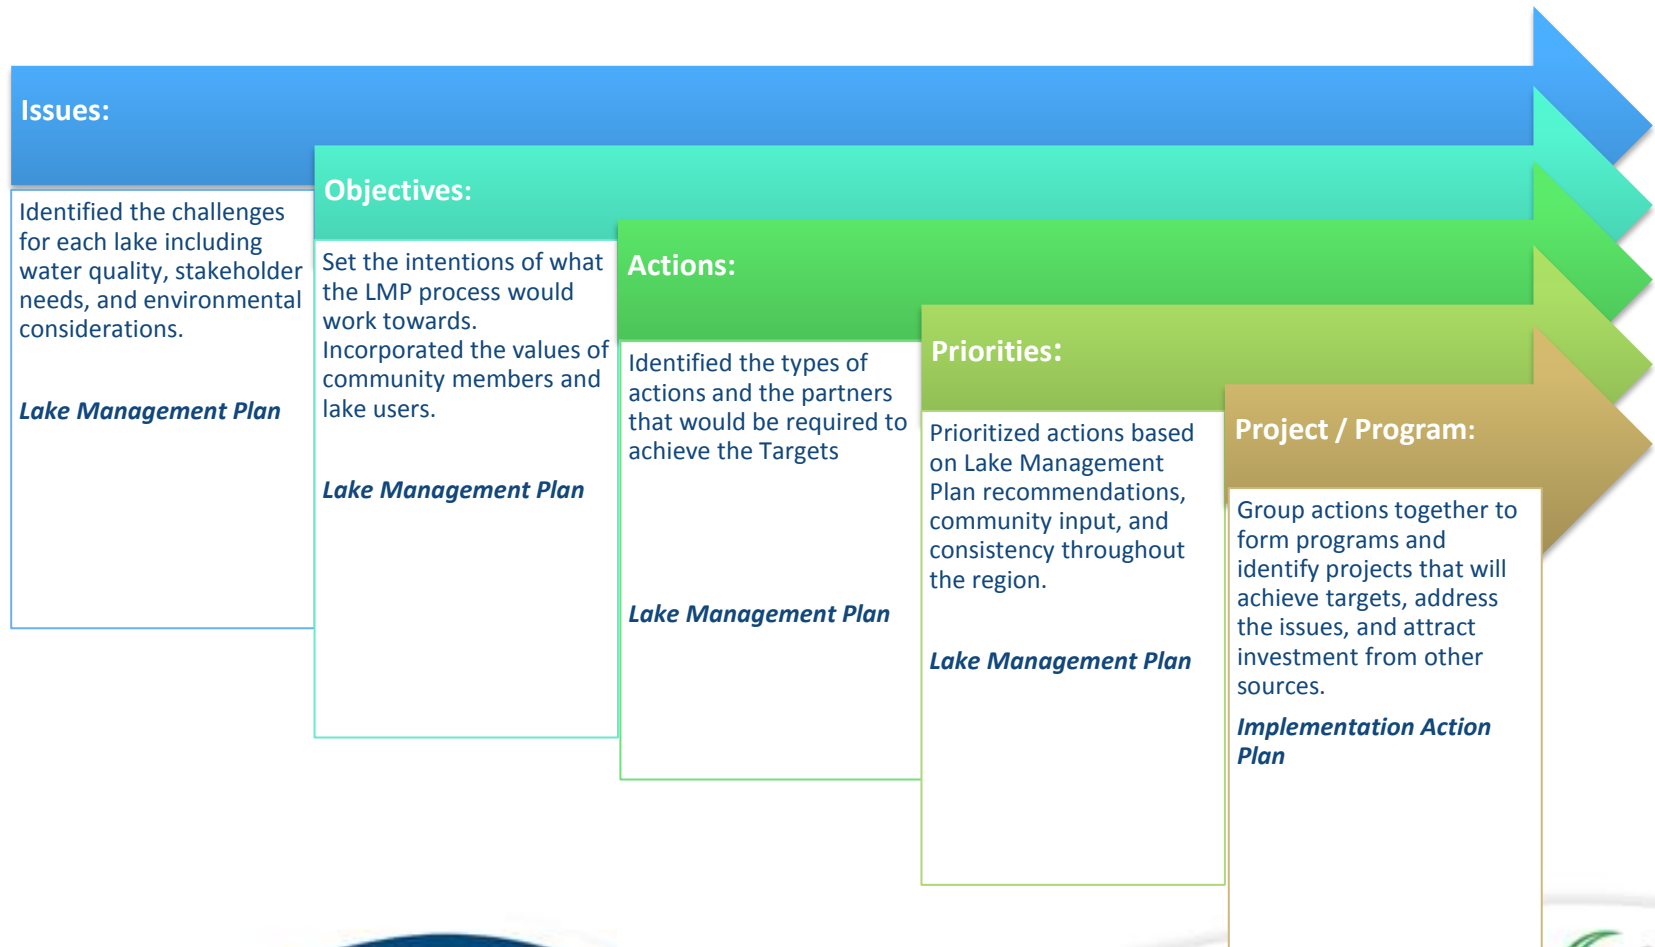 Issues:
Identified the challenges
for each lake including
water quality, stakeholder
needs, and environmental
considerations.
Lake Management Plan
Objectives:
Set the intentions of what
the LMP process would
work towards.
Incorporated the values of
community members and
lake users.
Lake Management Plan
Actions:
Identified the types of
actions and the partners
that would be required to
achieve the Targets
Lake Management Plan
Priorities:
Prioritized actions based
on Lake Management
Plan recommendations,
community input, and
consistency throughout
the region.
Lake Management Plan
Project / Program:
Group actions together to
form programs and
identify projects that will
achieve targets, address
the issues, and attract
investment from other
sources.
Implementation Action
Plan